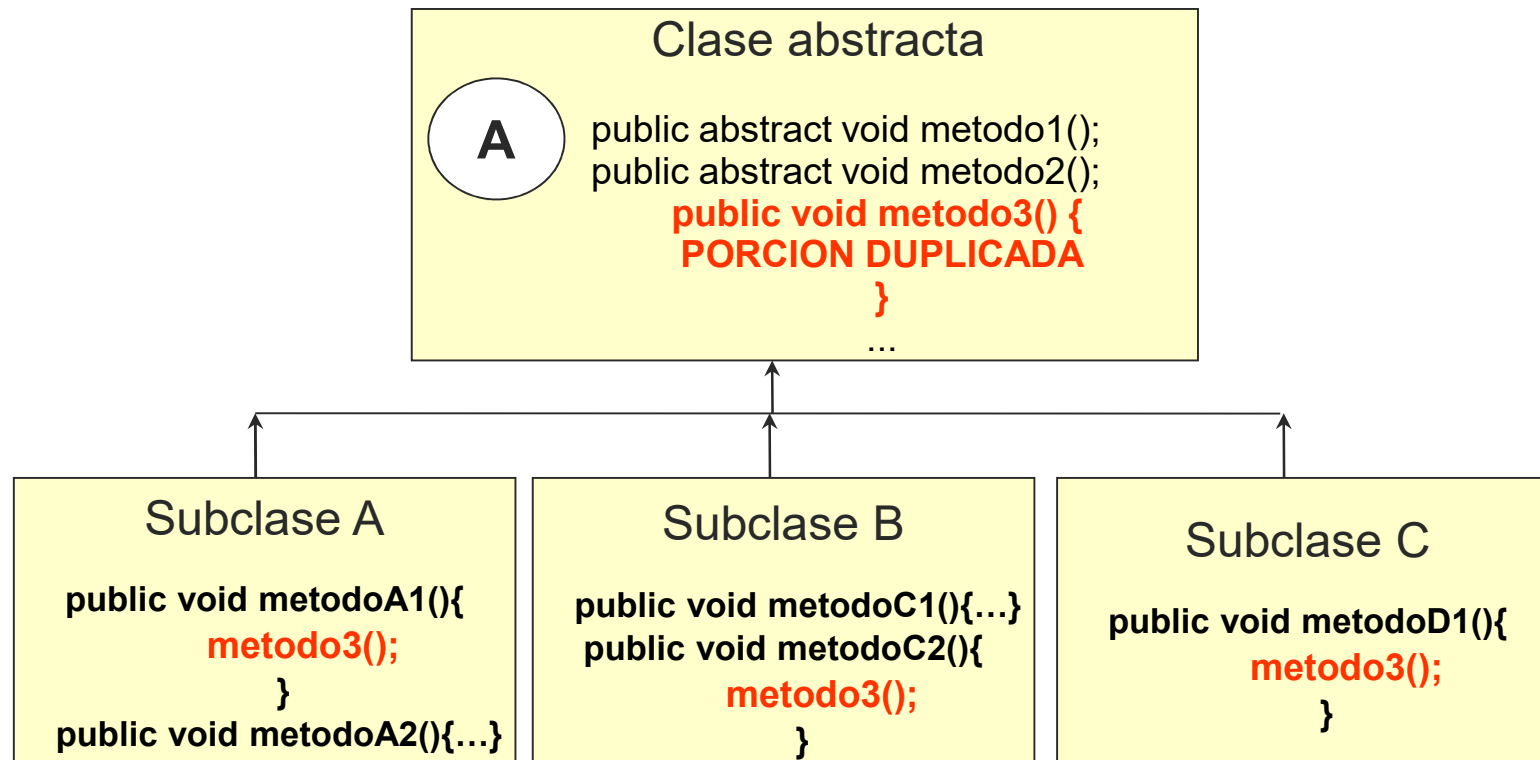 Clase abstracta
A
public abstract void metodo1();
public abstract void metodo2();
public void metodo3() {
PORCION DUPLICADA
}
...
Subclase A
public void metodoA1(){
metodo3();
}
public void metodoA2(){…}
Subclase B
public void metodoC1(){…}
public void metodoC2(){
metodo3();
}
Subclase C
public void metodoD1(){
metodo3();
}